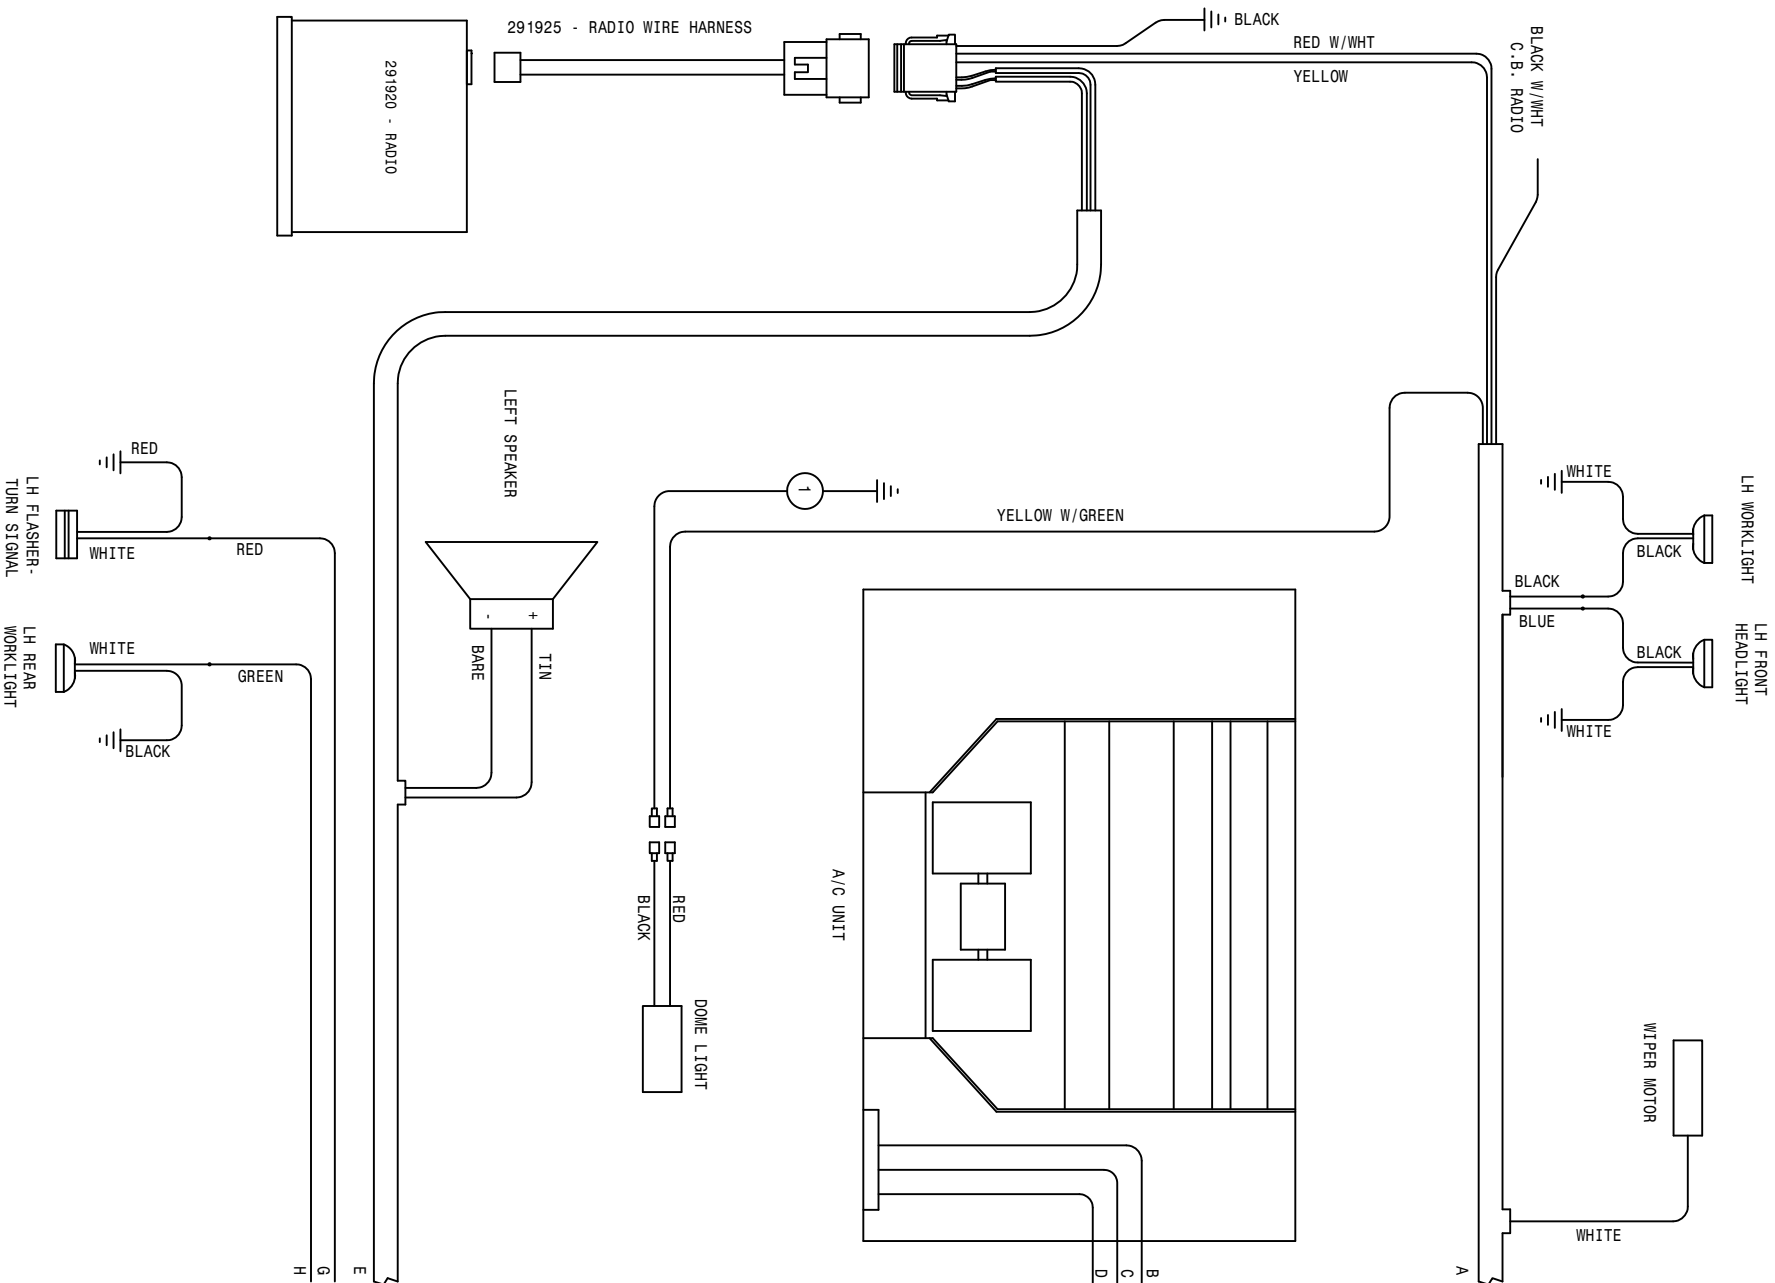 291925 - RADIO WIRE HARNESS
BLACK
RED W/WHT
YELLOW
BLACK W/WHT
C.B. RADIO
291920 - RADIO
LEFT SPEAKER
RED
LH FLASHER-
TURN SIGNAL
WHITE
RED
-
+
BARE
TIN
WHITE
GREEN
LH REAR
WORKLIGHT
BLACK
1
YELLOW W/GREEN
RED
BLACK
DOME LIGHT
A/C UNIT
WHITE
BLACK
LH WORKLIGHT
BLACK
BLUE
BLACK
LH FRONT
HEADLIGHT
WHITE
WIPER MOTOR
WHITE
A
B
C
D
E
G
H